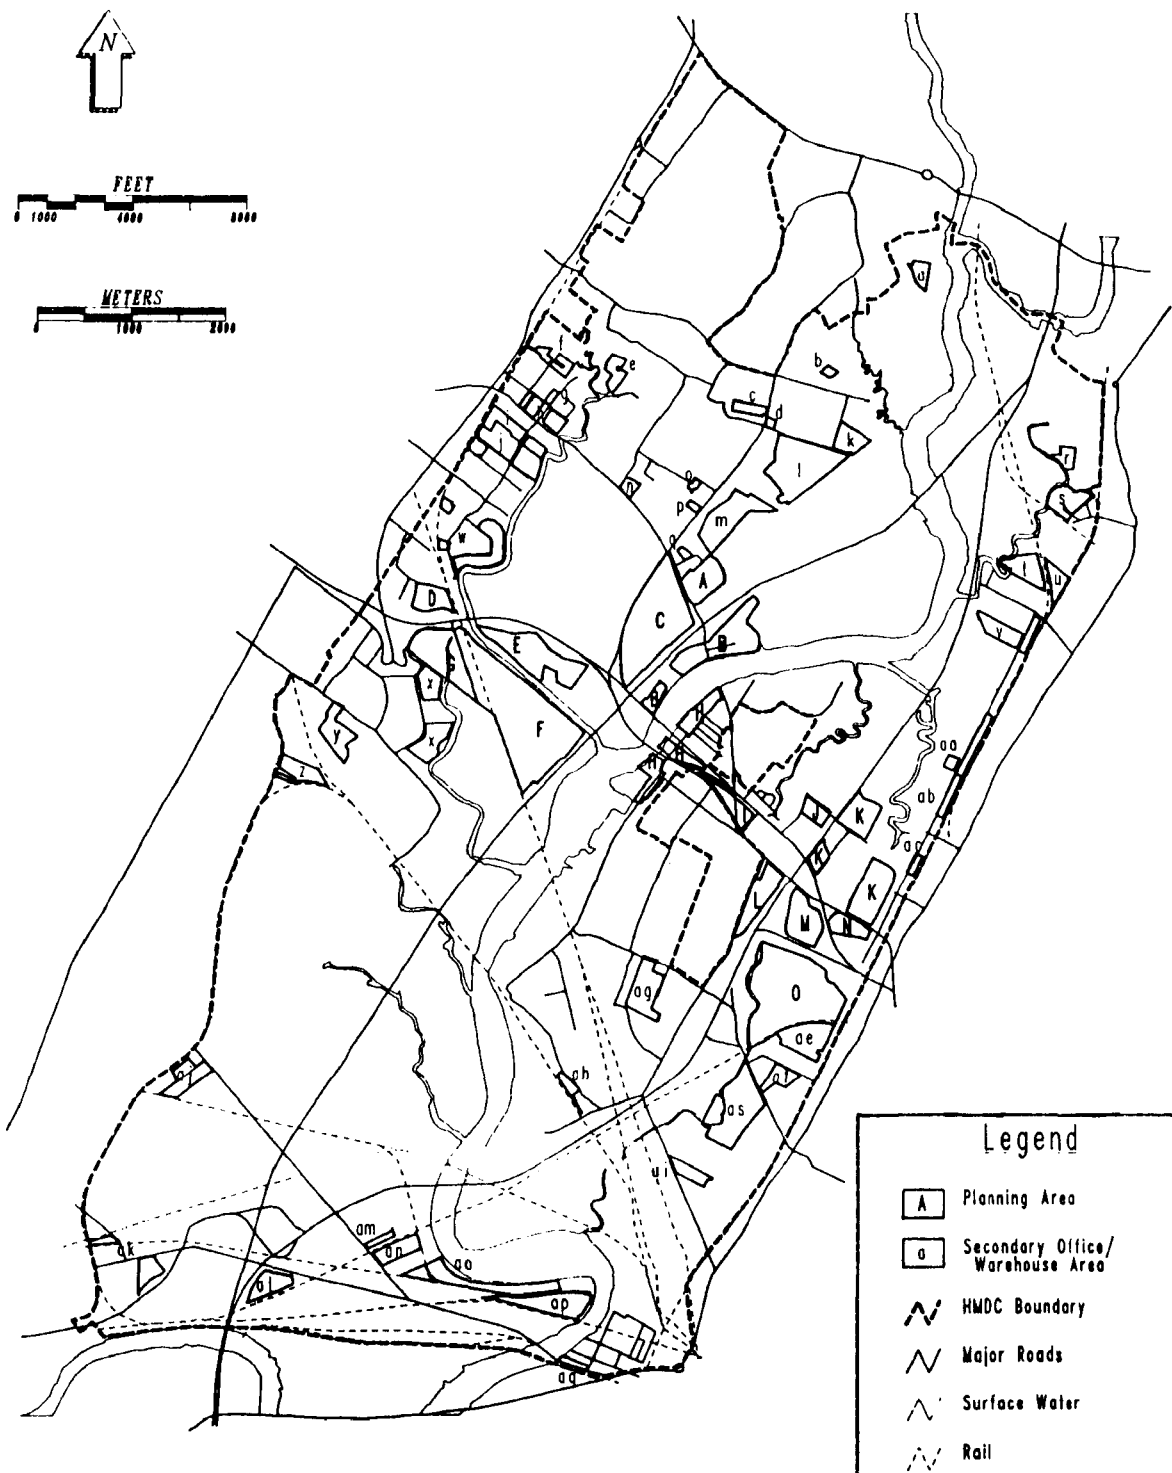 N
FEET
0 1000 4000 8000
METERS
0 1000 2000
a
b
e
c
d
k
l
n
o
p
m
q
A
r
s
t
u
v
w
D
C
B
E
F
B
H
H
H
x
x
y
z
I
J
K
K
K
L
M
N
aa
ab
ac
O
ae
af
ag
ah
as
ai
am
an
ao
ak
al
ap
aq
Legend
A Planning Area
a Secondary Office/
Warehouse Area
HMDC Boundary
Major Roads
Surface Water
Rail